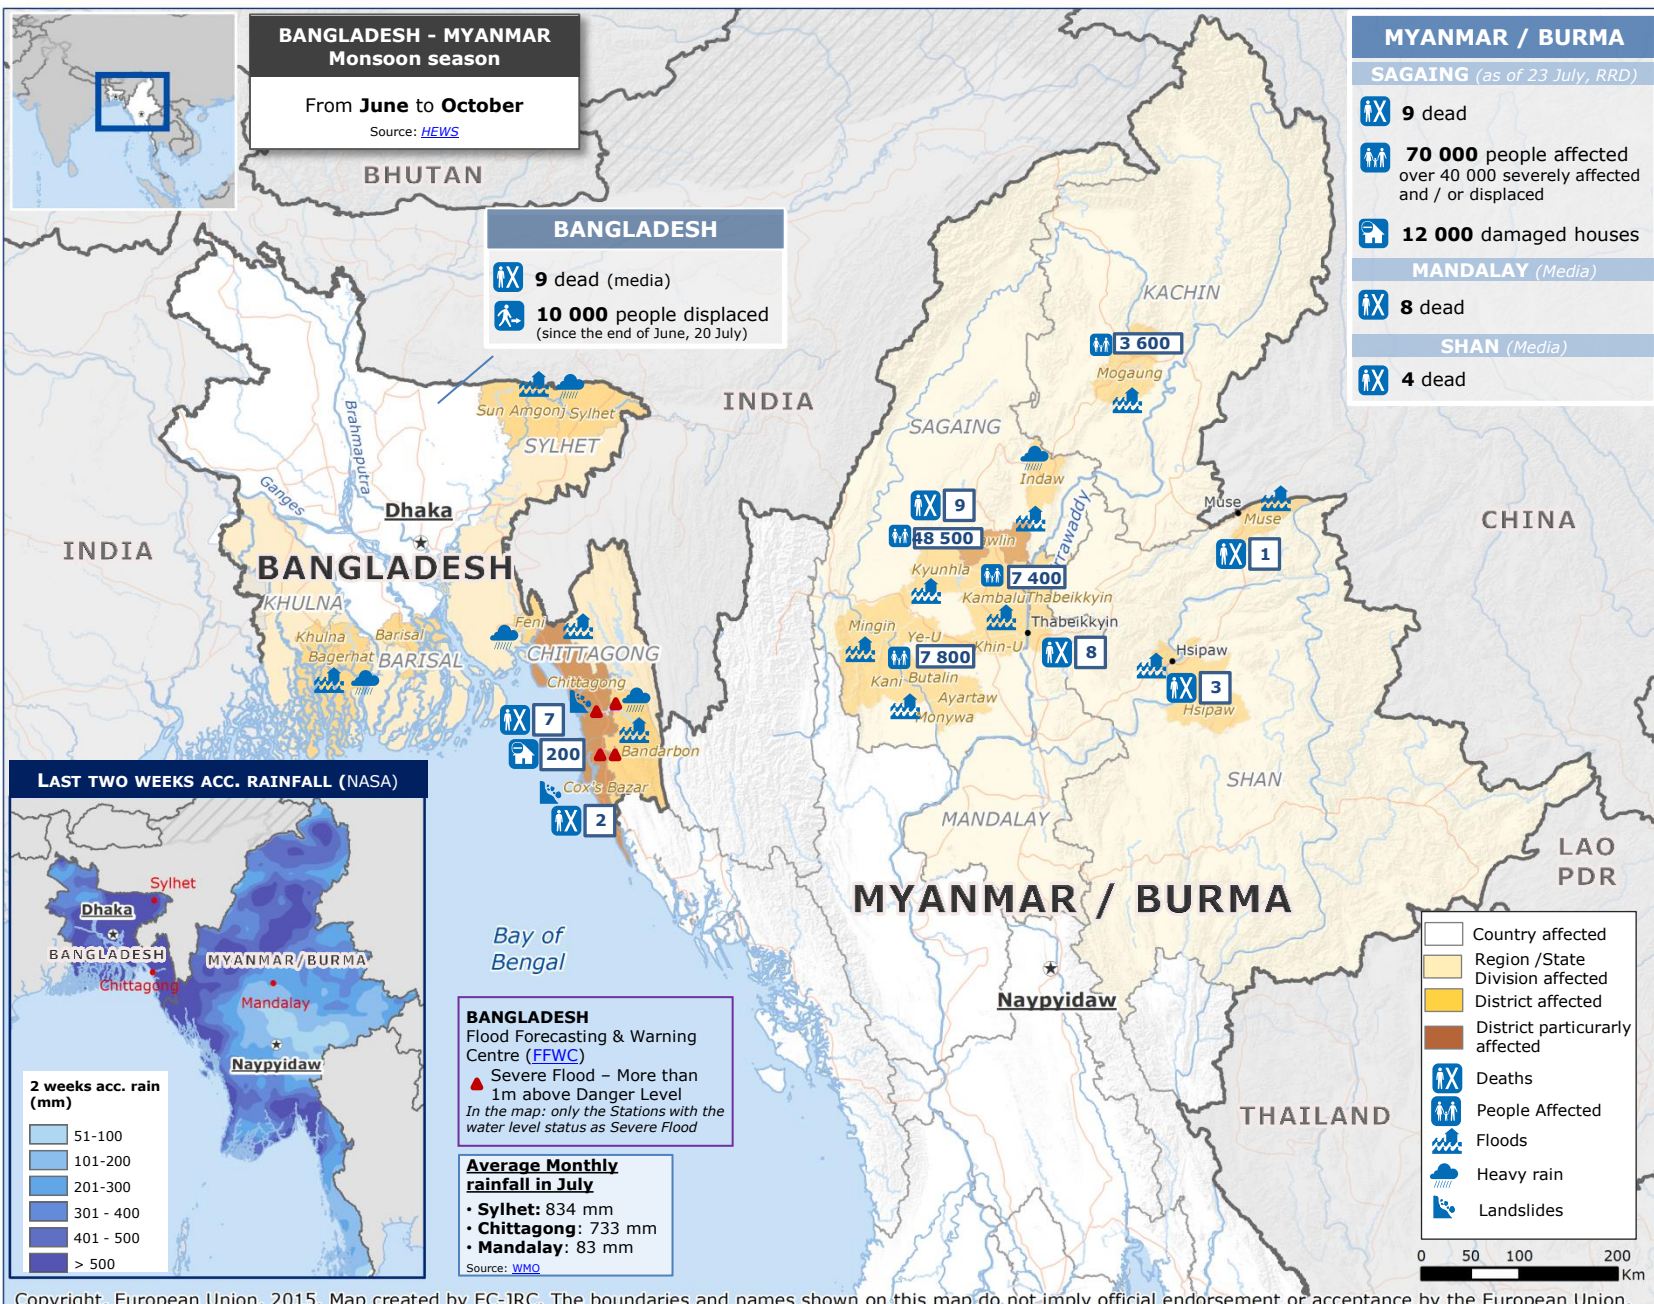 BANGLADESH - MYANMAR
Monsoon season
From June to October
Source: HEWS
MYANMAR / BURMA
SAGAING (as of 23 July, RRD)
9 dead
70 000 people affected
over 40 000 severely affected
and / or displaced
12 000 damaged houses
MANDALAY (Media)
8 dead
SHAN (Media)
4 dead
BHUTAN
BANGLADESH
9 dead (media)
10 000 people displaced
(since the end of June, 20 July)
KACHIN
3 600
Mogaung
INDIA
Sun Amgonj Sylhet
SYLHET
Brahmaputra
Ganges
Dhaka
INDIA
BANGLADESH
KHULNA
Khulna
Barisal
Bagerhat
BARISAL
Feni
CHITTAGONG
Chittagong
7
200
Bandarbon
Cox's Bazar
2
SAGAING
Indaw
9
48 500
wlin
rrawaddy
Kyunhla
7 400
Kambalu
Thabeikkyin
Thabeikkyin
Mingin
Ye-U
Khin-U
7 800
8
Kani
Butalin
Ayartaw
Monywa
Muse
Muse
1
CHINA
Hsipaw
3
Hsipaw
SHAN
MANDALAY
MYANMAR / BURMA
LAO
PDR
Naypyidaw
THAILAND
Bay of
Bengal
LAST TWO WEEKS ACC. RAINFALL (NASA)
Sylhet
Dhaka
BANGLADESH
MYANMAR/BURMA
Chittagong
Mandalay
Naypyidaw
2 weeks acc. rain
(mm)
51-100
101-200
201-300
301 - 400
401 - 500
> 500
BANGLADESH
Flood Forecasting & Warning
Centre (FFWC)
Severe Flood – More than
1m above Danger Level
In the map: only the Stations with the
water level status as Severe Flood
Average Monthly
rainfall in July
• Sylhet: 834 mm
• Chittagong: 733 mm
• Mandalay: 83 mm
Source: WMO
Country affected
Region /State
Division affected
District affected
District particurarly
affected
Deaths
People Affected
Floods
Heavy rain
Landslides
0 50 100 200
Km
Copyright, European Union, 2015. Map created by EC-JRC. The boundaries and names shown on this map do not imply official endorsement or acceptance by the European Union.